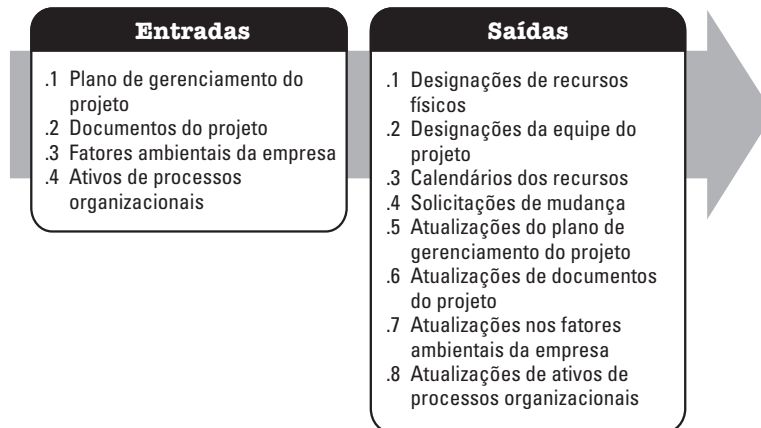 Entradas
.1 Plano de gerenciamento do
projeto
.2 Documentos do projeto
.3 Fatores ambientais da empresa
.4 Ativos de processos
organizacionais
Saídas
.1 Designações de recursos
físicos
.2 Designações da equipe do
projeto
.3 Calendários dos recursos
.4 Solicitações de mudança
.5 Atualizações do plano de
gerenciamento do projeto
.6 Atualizações de documentos
do projeto
.7 Atualizações nos fatores
ambientais da empresa
.8 Atualizações de ativos de
processos organizacionais